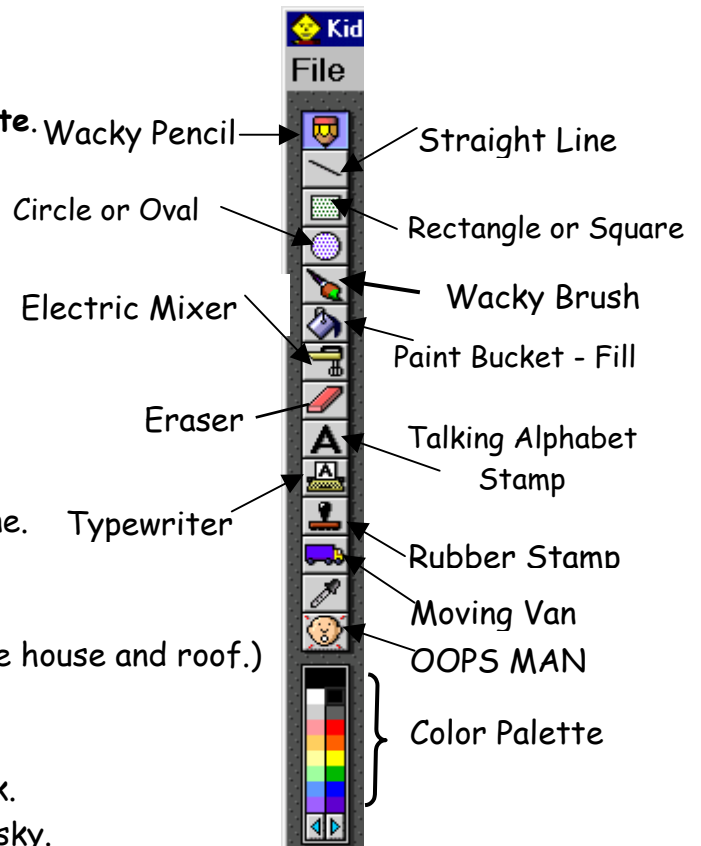 Kid
File
te.
Wacky Pencil
Straight Line
Circle or Oval
Rectangle or Square
Wacky Brush
Electric Mixer
Paint Bucket - Fill
Eraser
A
Talking Alphabet
Stamp
A
ne.
Typewriter
Rubber Stamp
Moving Van
e house and roof.)
OOPS MAN
Color Palette
k.
sky.